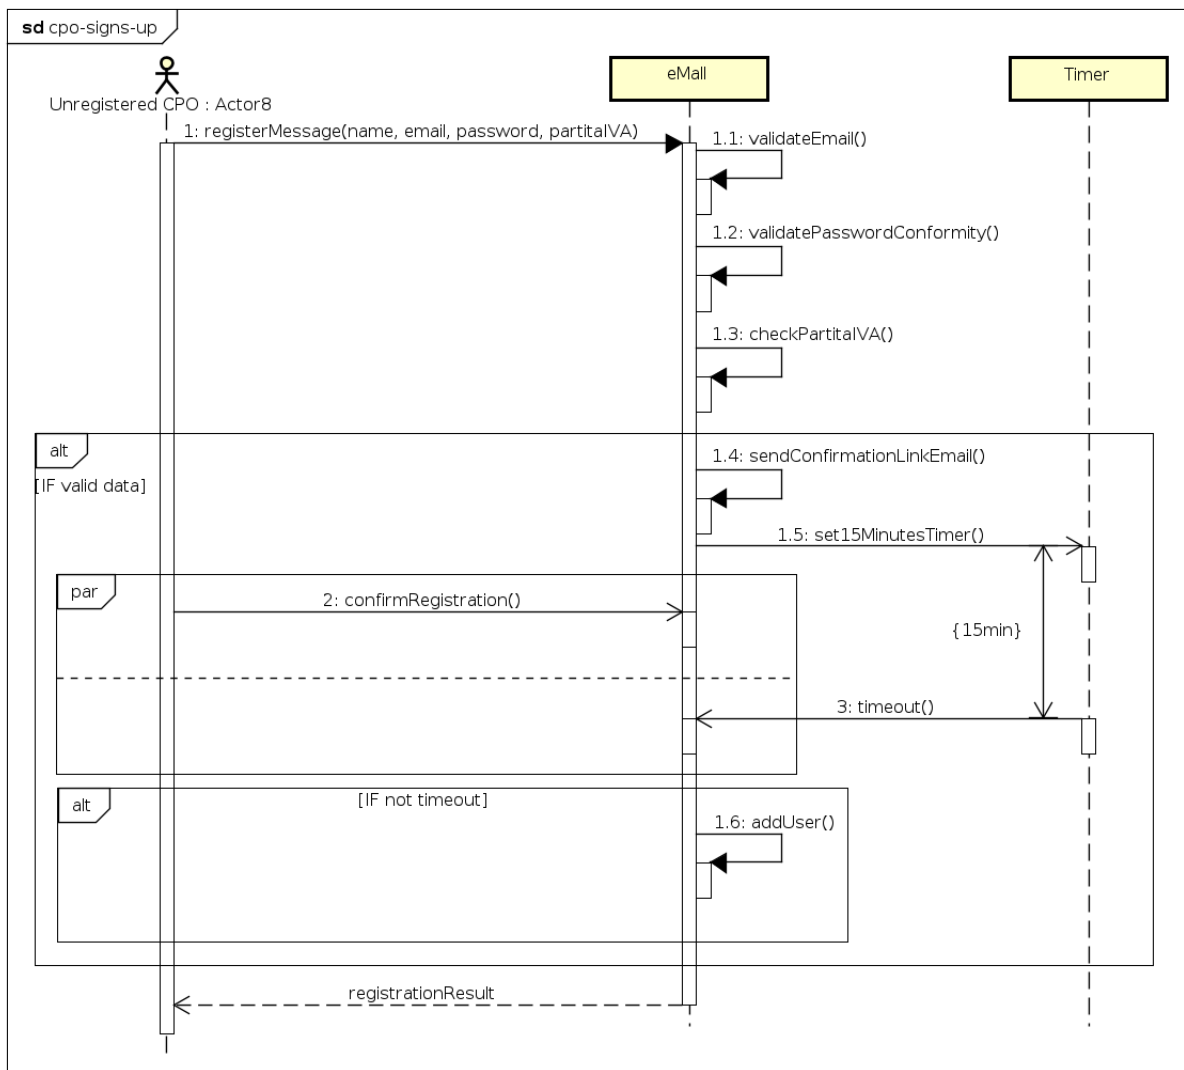 sd cpo-signs-up
Unregistered CPO : Actor8
eMall
Timer
1: registerMessage(name, email, password, partitaIVA)
1.1: validateEmail()
1.2: validatePasswordConformity()
1.3: checkPartitaIVA()
alt
[IF valid data]
1.4: sendConfirmationLinkEmail()
1.5: set15MinutesTimer()
par
2: confirmRegistration()
{15min}
3: timeout()
alt
[IF not timeout]
1.6: addUser()
registrationResult